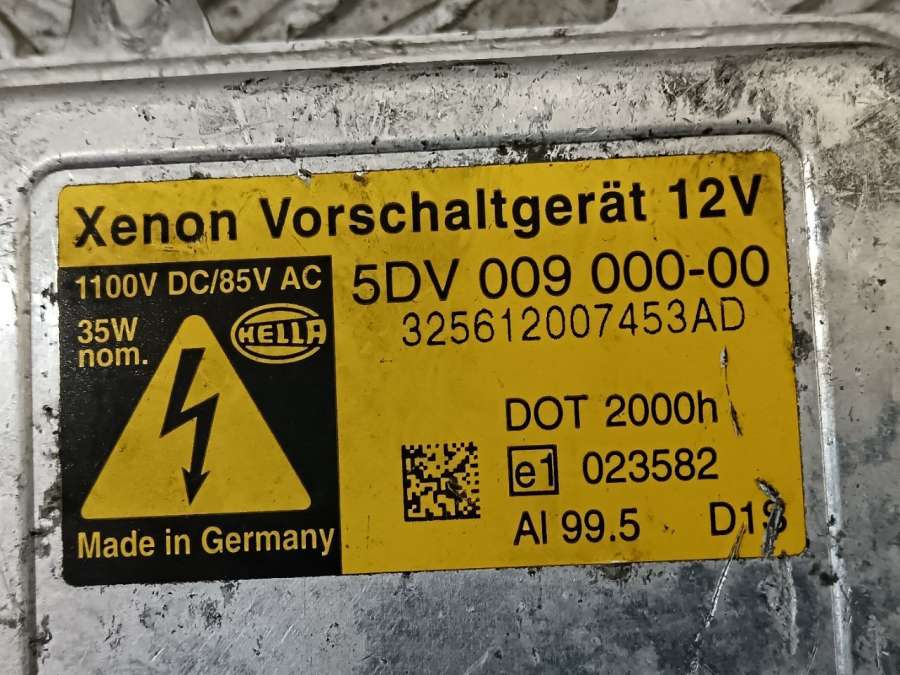 Xenon Vorschaltgerät 12V
1100V DC/85V AC
35W
nom.
HELLA
5DV 009 000-00
325612007453AD
DOT 2000h
e1 023582
Al 99.5 D1S
Made in Germany